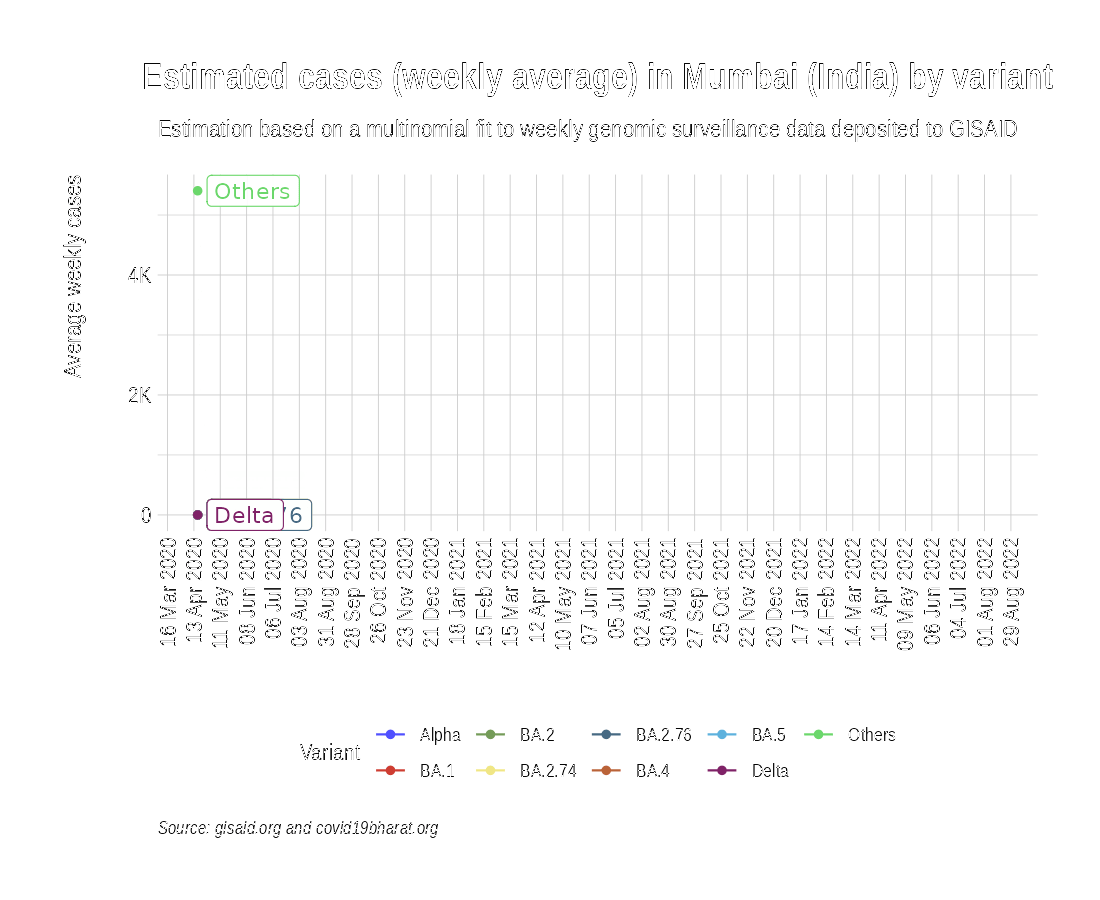 Estimated cases (weekly average) in Mumbai (India) by variant
Estimation based on a multinomial fit to weekly genomic surveillance data deposited to GISAID
Average weekly cases
Others
4K
2K
0
Delta
76
16 Mar 2020
13 Apr 2020
11 May 2020
08 Jun 2020
06 Jul 2020
03 Aug 2020
31 Aug 2020
28 Sep 2020
26 Oct 2020
23 Nov 2020
21 Dec 2020
18 Jan 2021
15 Feb 2021
15 Mar 2021
12 Apr 2021
10 May 2021
07 Jun 2021
05 Jul 2021
02 Aug 2021
30 Aug 2021
27 Sep 2021
25 Oct 2021
22 Nov 2021
20 Dec 2021
17 Jan 2022
14 Feb 2022
14 Mar 2022
11 Apr 2022
09 May 2022
06 Jun 2022
04 Jul 2022
01 Aug 2022
29 Aug 2022
Variant
Alpha BA.2 BA.2.76 BA.5 Others
BA.1 BA.2.74 BA.4 Delta
Source: gisaid.org and covid19bharat.org